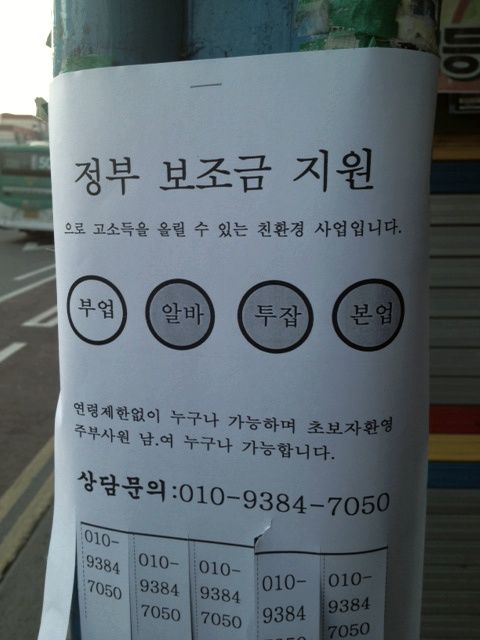 정부 보조금 지원
으로 고소득을 올릴 수 있는 친환경 사업입니다.
부업 알바 투잡 본업
연령제한없이 누구나 가능하며 초보자환영
주부사원 남.여 누구나 가능합니다.
상담문의:010-9384-7050
010-
9384
7050
010-
9384
7050
010-
9384
7050
010-
9384
010-
9384
7050